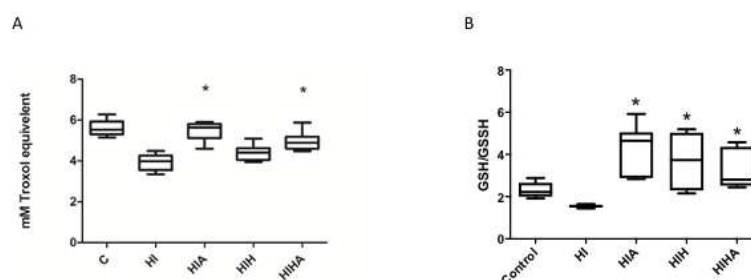 A
B
mM Troxol equivelent
8
6
4
2
0
*
*
C
HI
HIA
HIH
HIHA
GSH/GSSH
8
6
4
2
0
*
*
*
Control
HI
HIA
HIH
HIHA